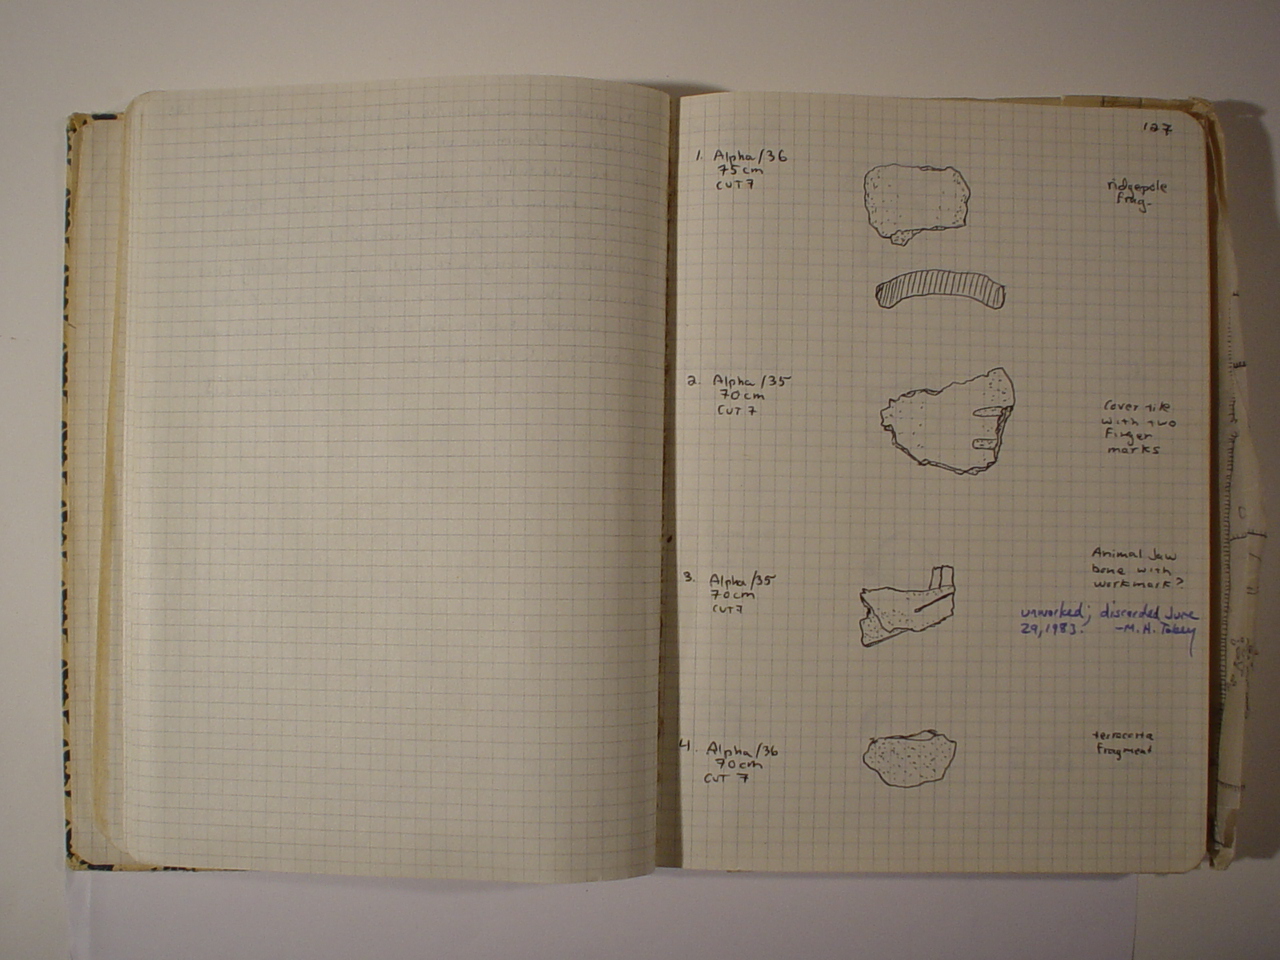 127
1. Alpha/36
75cm
CUT 7
ridgepole
frag.
2. Alpha/35
70cm
CUT 7
Cover tile
with two
Finger
marks
3. Alpha/35
70cm
CUT 7
Animal Jaw
bone with
workmark?
unworked; discarded June
29, 1983. -M. H. Tobey
4. Alpha/36
70cm
CUT 7
terracotta
Fragment